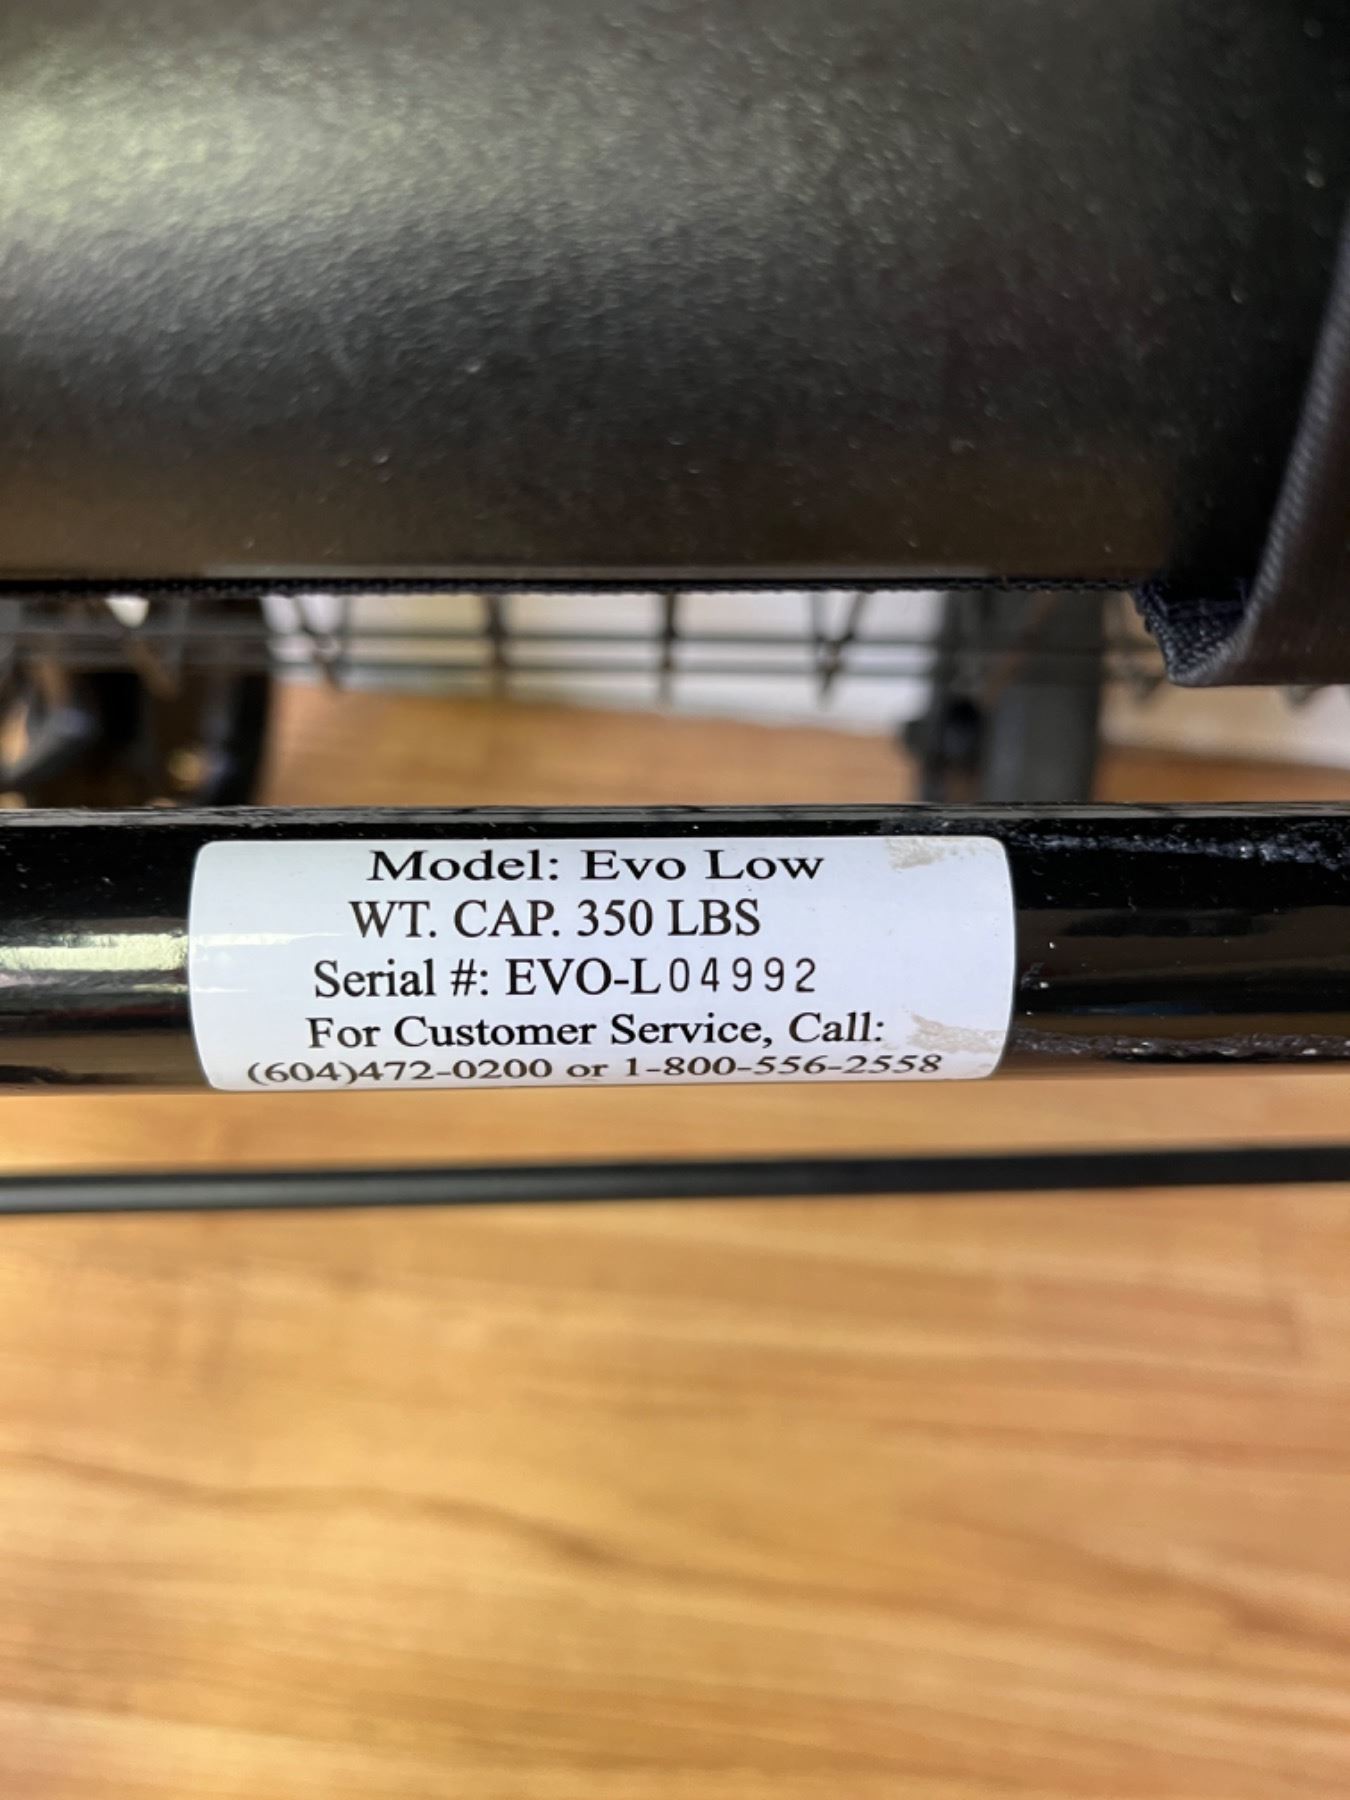 Model: Evo Low
WT. CAP. 350 LBS
Serial #: EVO-L04992
For Customer Service, Call:
(604)472-0200 or 1-800-556-2558